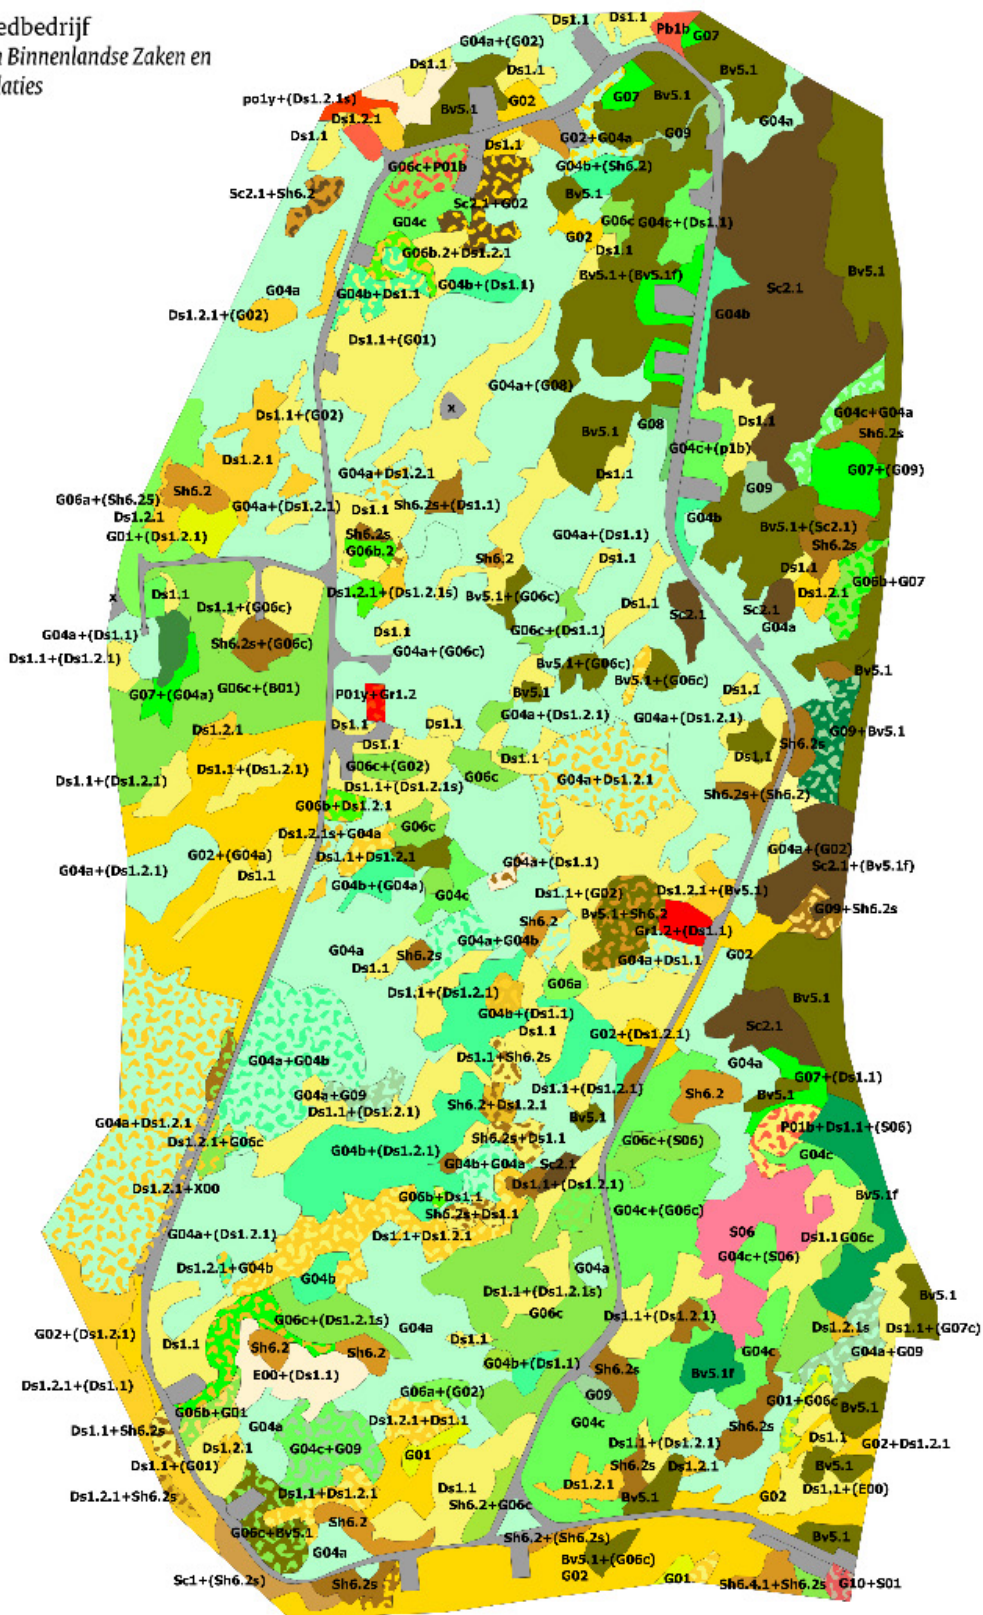 edbedrijf
Ds1.1
Ds1.1
Pb1b
G07
n Binnenlandse Zaken en
G04a+(G02)
laties
Ds1.1
Ds1.1
Bv5.1
po1y+(Ds1.2.1s)
Bv5.1
G02
G07
Bv5.1
Ds1.2.1
G04a
Ds1.1
Ds1.1
G02+G04a
G09
G06c+P01b
G04b+(Sh6.2)
Sc2.1+Sh6.2
Sc2.1+G02
Bv5.1
G04c
G06c
G04c+(Ds1.1)
G02
Ds1.1
G06b.2+Ds1.2.1
Bv5.1+(Bv5.1f)
Bv5.1
G04a
G04b+Ds1.1
G04b+(Ds1.1)
Sc2.1
Ds1.2.1+(G02)
G04b
Ds1.1+(G01)
G04a+(G08)
Ds1.1+(G02)
G04c+G04a
Bv5.1
G08
Ds1.1
Sh6.2s
G04c+(p1b)
Ds1.2.1
G04a+Ds1.2.1
Ds1.1
G07+(G09)
Sh6.2
G09
G06a+(Sh6.25)
G04a+(Ds1.2.1)
Ds1.1
Sh6.2s+(Ds1.1)
Ds1.2.1
G04b
Bv5.1+(Sc2.1)
G01+(Ds1.2.1)
Sh6.2s
G04a+(Ds1.1)
Sh6.2s
G06b.2
Sh6.2
Ds1.1
Ds1.1
G06b+G07
Ds1.1
Ds1.2.1+(Ds1.2.1s)
Bv5.1+(G06c)
Ds1.2.1
x
Ds1.1+(G06c)
Ds1.1
Sc2.1
Sc2.1
G04a+(Ds1.1)
Ds1.1
G06c+(Ds1.1)
G04a
Sh6.2s+(G06c)
G04a+(G06c)
Ds1.1+(Ds1.2.1)
Bv5.1+(G06c)
Bv5.1
G07+(G04a)
G06c+(B01)
P01y+Gr1.2
Bv5.1
Bv5.1+(G06c)
Ds1.1
G04a+(Ds1.2.1)
G04a+(Ds1.2.1)
Ds1.2.1
Ds1.1
Ds1.1
G09+Bv5.1
Ds1.1
Sh6.2s
Ds1.1
Ds1.1
Ds1.1+(Ds1.2.1)
G06c+(G02)
Ds1.1+(Ds1.2.1)
G06c
G04a+Ds1.2.1
Ds1.1+(Ds1.2.1s)
Sh6.2s+(Sh6.2)
G06b+Ds1.2.1
G06c
Ds1.2.1s+G04a
G04a+(G02)
G02+(G04a)
Ds1.1+Ds1.2.1
G04a+(Ds1.1)
Sc2.1+(Bv5.1f)
G04a+(Ds1.2.1)
Ds1.1
G04b+(G04a)
G04c
Ds1.1+(G02)
Ds1.2.1+(Bv5.1)
G09+Sh6.2s
Bv5.1+Sh6.2
Sh6.2
Gr1.2+(Ds1.1)
G04a
G04a+G04b
Sh6.2s
G02
G04a+Ds1.1
Ds1.1
G06a
Ds1.1+(Ds1.2.1)
Bv5.1
G04b+(Ds1.1)
Sc2.1
Ds1.1
G02+(Ds1.2.1)
G04a+G04b
Ds1.1+Sh6.2s
G04a
G07+(Ds1.1)
G04a+G09
Ds1.1+(Ds1.2.1)
Sh6.2
Bv5.1
Ds1.1+(Ds1.2.1)
Sh6.2+Ds1.2.1
G04a+Ds1.2.1
Bv5.1
P01b+Ds1.1+(S06)
Ds1.2.1+G06c
Sh6.2s+Ds1.1
G06c+(S06)
G04b+(Ds1.2.1)
G04c
G04b+G04a
Sc2.1
Ds1.2.1+X00
G06b+Ds1.1
Ds1.1+(Ds1.2.1)
Bv5.1f
Sh6.2s+Ds1.1
G04c+(G06c)
G04a+(Ds1.2.1)
Ds1.1+Ds1.2.1
S06
Ds1.1
G06c
G04c+(S06)
Ds1.2.1+G04b
G04b
G04a
Ds1.1+(Ds1.2.1s)
Bv5.1
G06c
G06c+(Ds1.2.1s)
G04a
Ds1.1+(Ds1.2.1)
Ds1.2.1s
Ds1.1+(G07c)
G02+(Ds1.2.1)
Ds1.1
Sh6.2
Sh6.2
Ds1.1
G04c
G04a+G09
G04b+(Ds1.1)
Sh6.2s
E00+(Ds1.1)
Bv5.1f
Ds1.2.1+(Ds1.1)
G06a+(G02)
G09
G01+G06c
G06b+G01
Bv5.1
Ds1.1+Sh6.2s
G04a
Ds1.2.1+Ds1.1
G04c
Sh6.2s
Ds1.1
Ds1.2.1
G04c+G09
G01
Ds1.1+(Ds1.2.1)
G02+Ds1.2.1
Ds1.1+(G01)
Sh6.2s
Ds1.2.1
Bv5.1
Ds1.1+Ds1.2.1
Ds1.1
Ds1.2.1
Ds1.1+(E00)
Ds1.2.1+Sh6.2s
Sh6.2+G06c
Bv5.1
G02
Sh6.2
G06c+Bv5.1
Sh6.2+(Sh6.2s)
Bv5.1
G04a
Bv5.1+(G06c)
Sc1+(Sh6.2s)
Sh6.2s
G02
G01
Sh6.4.1+Sh6.2s
G10+S01
x